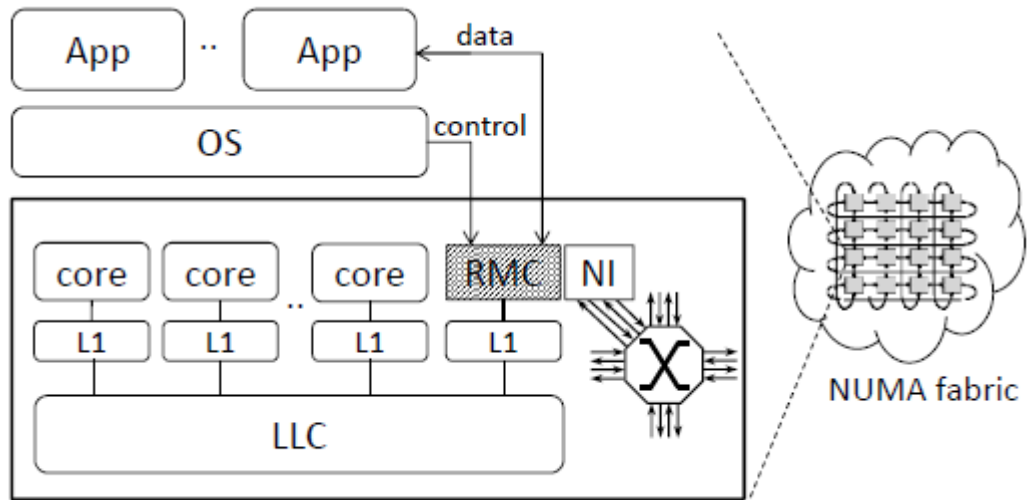 App
..
App
data
OS
control
core
core
..
core
RMC
NI
L1
L1
L1
L1
LLC
NUMA fabric